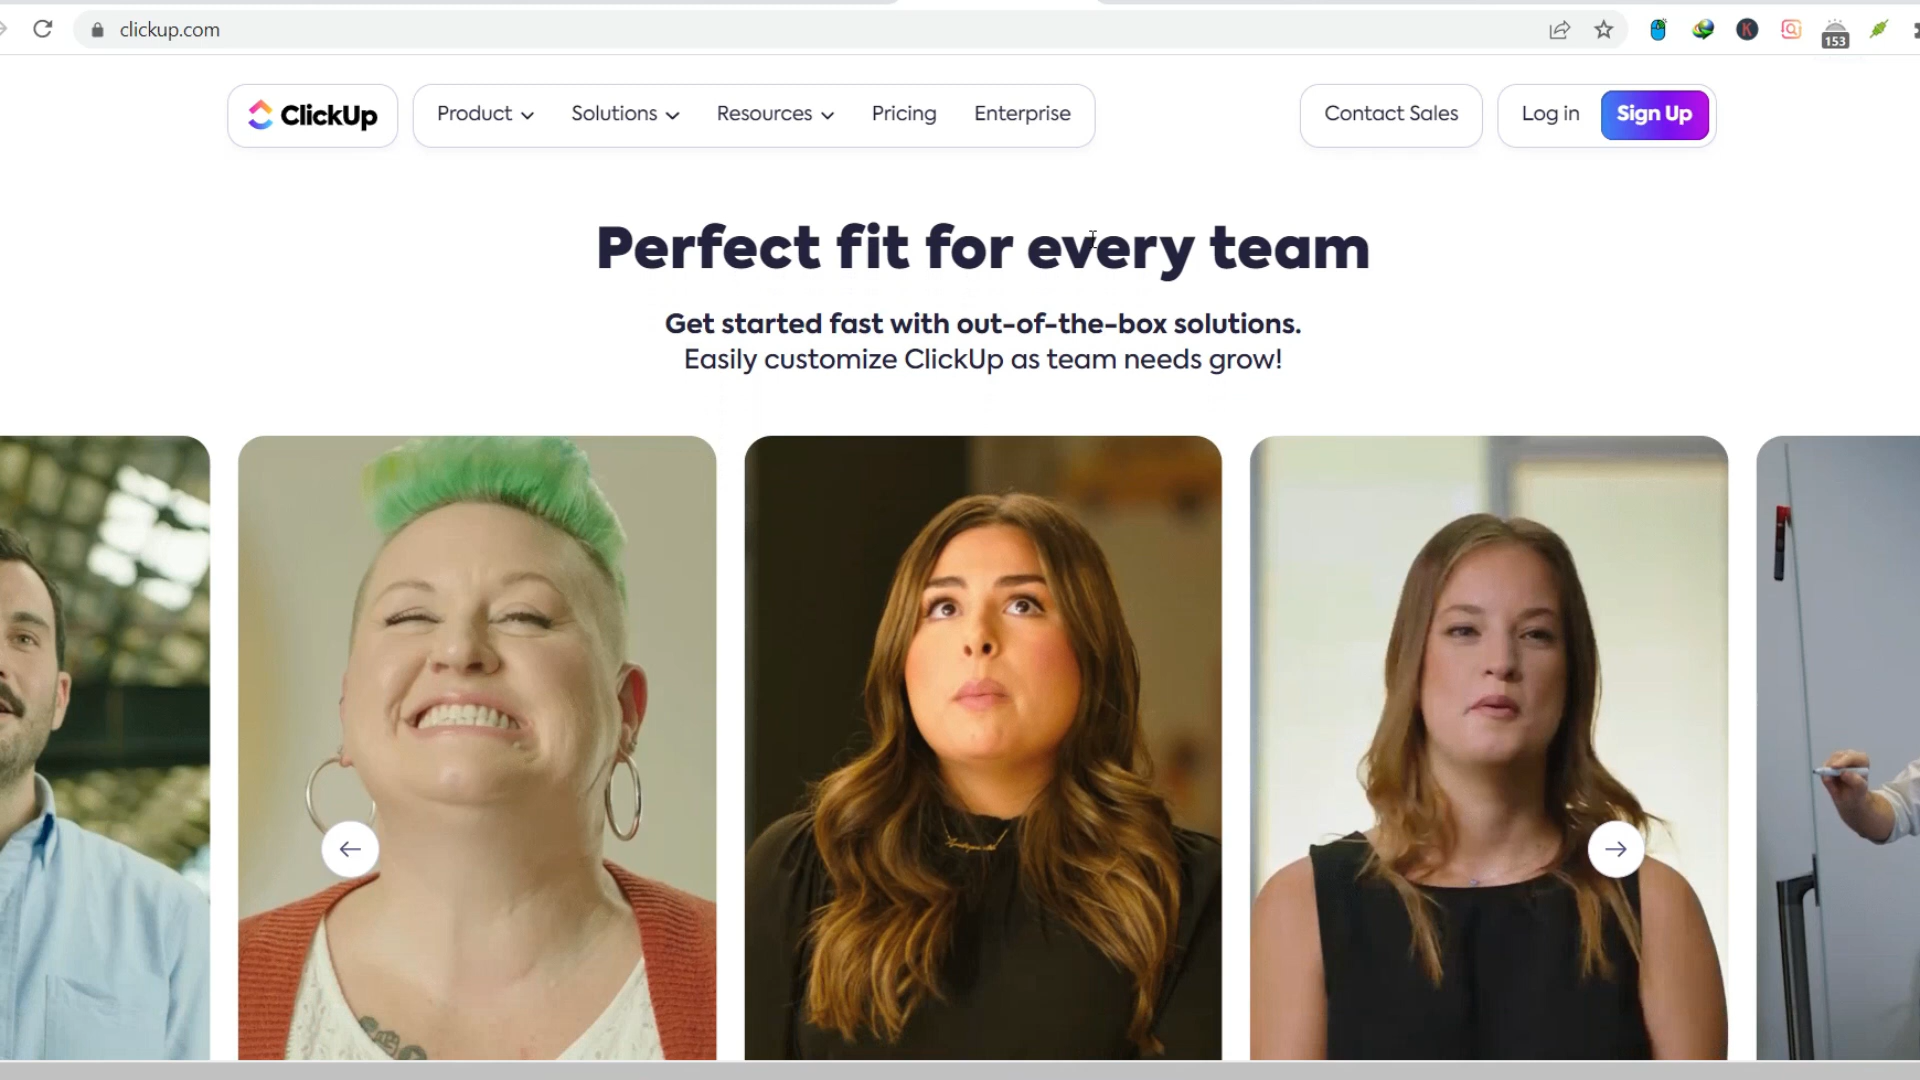 clickup.com
153
ClickUp
Product
Solutions
Resources
Pricing
Enterprise
Contact Sales
Log in
Sign Up
Perfect fit for every team
Get started fast with out-of-the-box solutions.
Easily customize ClickUp as team needs grow!
K